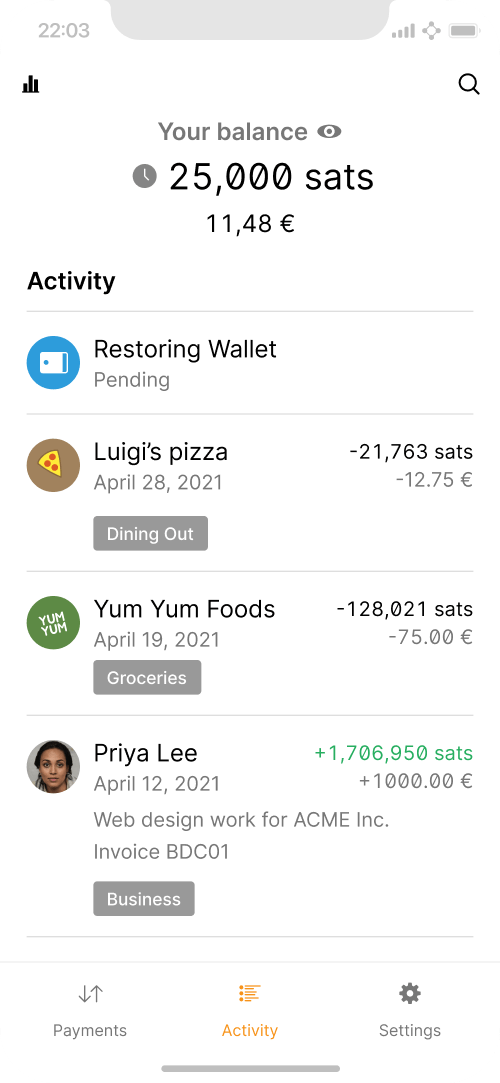 22:03
Your balance
25,000 sats
11,48 €
Activity
Restoring Wallet
Pending
Luigi’s pizza
-21,763 sats
April 28, 2021
-12.75 €
Dining Out
YUM
YUM
Yum Yum Foods
-128,021 sats
April 19, 2021
-75.00 €
Groceries
Priya Lee
+1,706,950 sats
April 12, 2021
+1000.00 €
Web design work for ACME Inc.
Invoice BDC01
Business
Payments
Activity
Settings